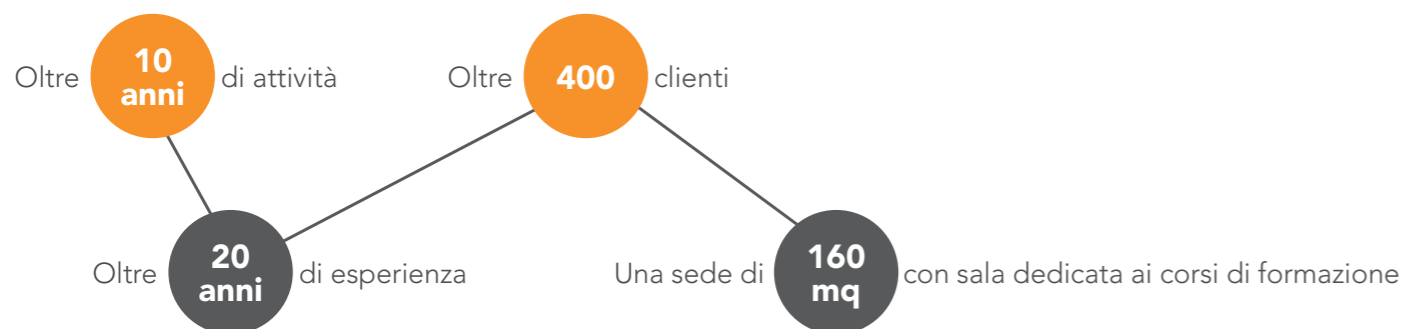 Oltre 10 anni di attività
Oltre 400 clienti
Oltre 20 anni di esperienza
Una sede di 160 mq con sala dedicata ai corsi di formazione